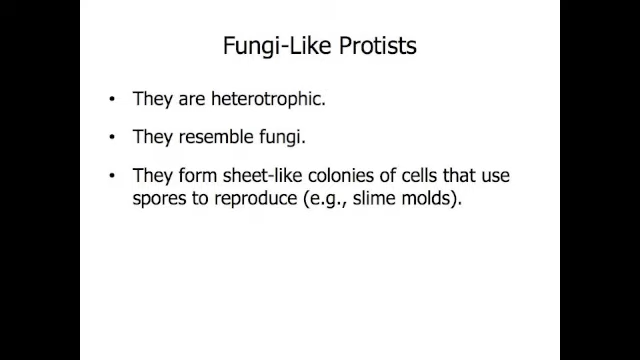 Fungi-Like Protists
• They are heterotrophic.
• They resemble fungi.
• They form sheet-like colonies of cells that use
spores to reproduce (e.g., slime molds).